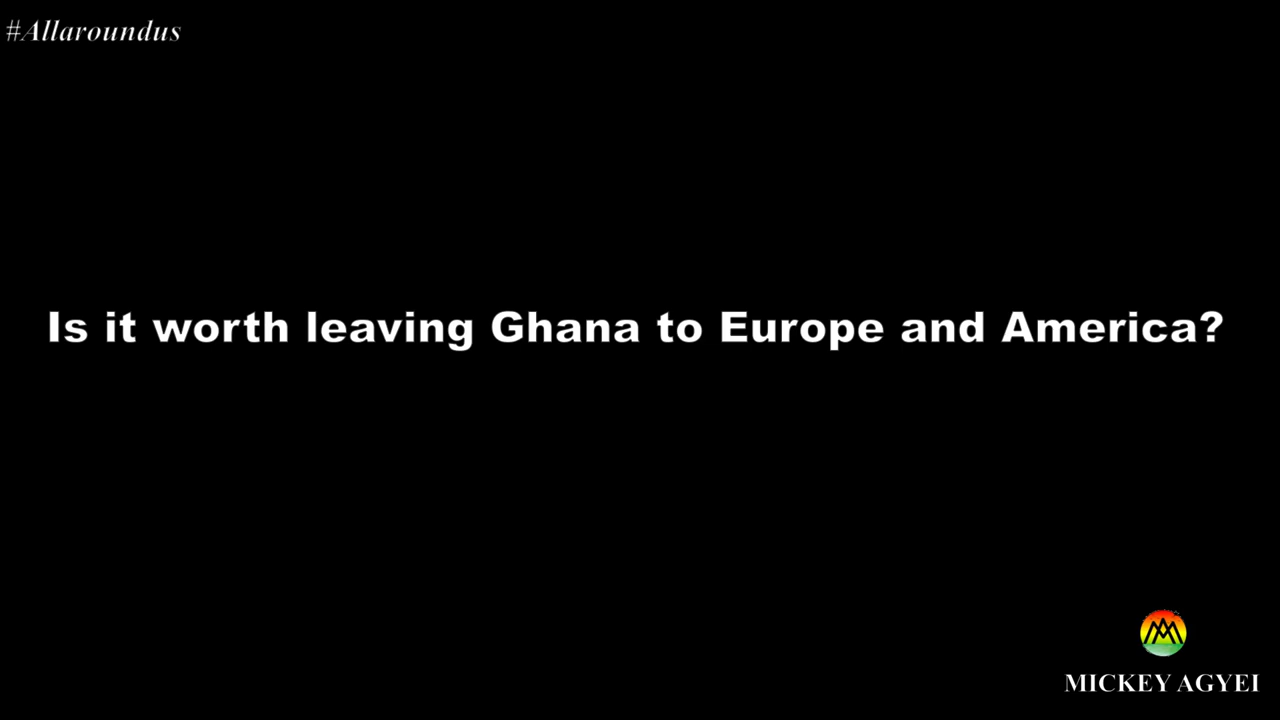 #Allaroundus
Is it worth leaving Ghana to Europe and America?
MICKEY AGYEI